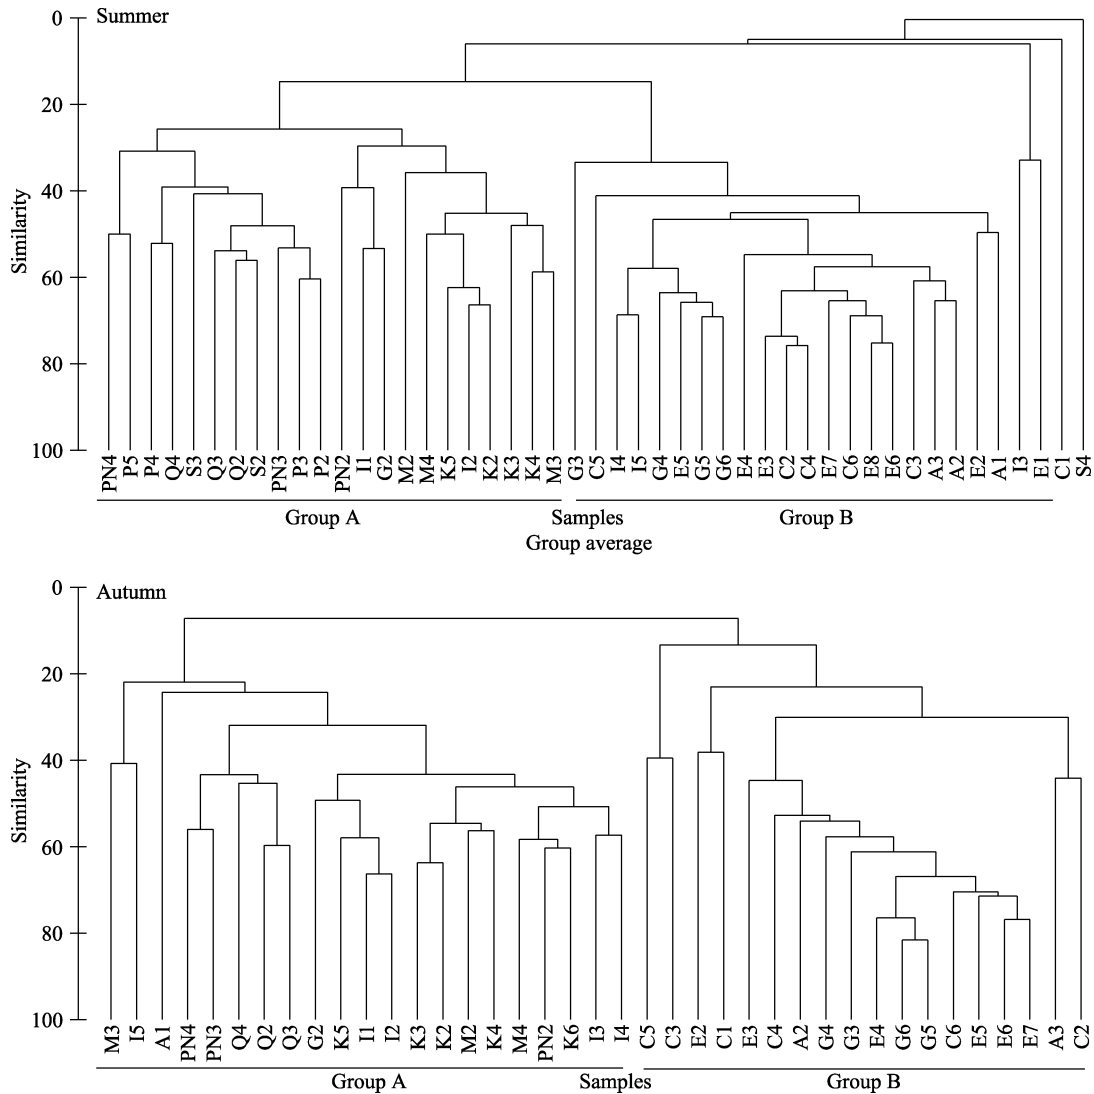 Summer
0
20
40
60
80
100
Similarity
PN4 P5 P4 Q4 S3 Q3 Q2 S2 PN3 P3 P2 PN2 I1 G2 M2 M4 K5 I2 K2 K3 K4 M3 G3 C5 I4 I5 G4 E5 G5 G6 E4 E3 C2 C4 E7 C6 E8 E6 C3 A3 A2 E2 A1 I3 E1 C1 S4
Group A Samples Group B
Group average
Autumn
0
20
40
60
80
100
Similarity
M3 I5 A1 PN4 PN3 Q4 Q2 Q3 G2 K5 I1 I2 K3 K2 M2 K4 M4 PN2 K6 I3 I4 C5 C3 E2 C1 E3 C4 A2 G4 G3 E4 G6 G5 C6 E5 E6 E7 A3 C2
Group A Samples Group B